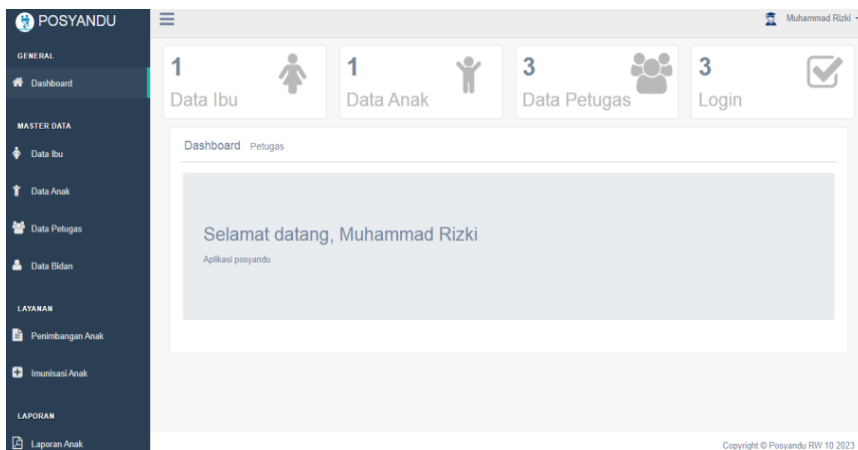 POSYANDU
Muhammad Rizki
GENERAL
Dashboard
MASTER DATA
Data Ibu
Data Anak
Data Petugas
Data Bidan
LAYANAN
Penimbangan Anak
Imunisasi Anak
LAPORAN
Laporan Anak
1
Data Ibu
1
Data Anak
3
Data Petugas
3
Login
Dashboard Petugas
Selamat datang, Muhammad Rizki
Aplikasi posyandu
Copyright © Posyandu RW 10 2023